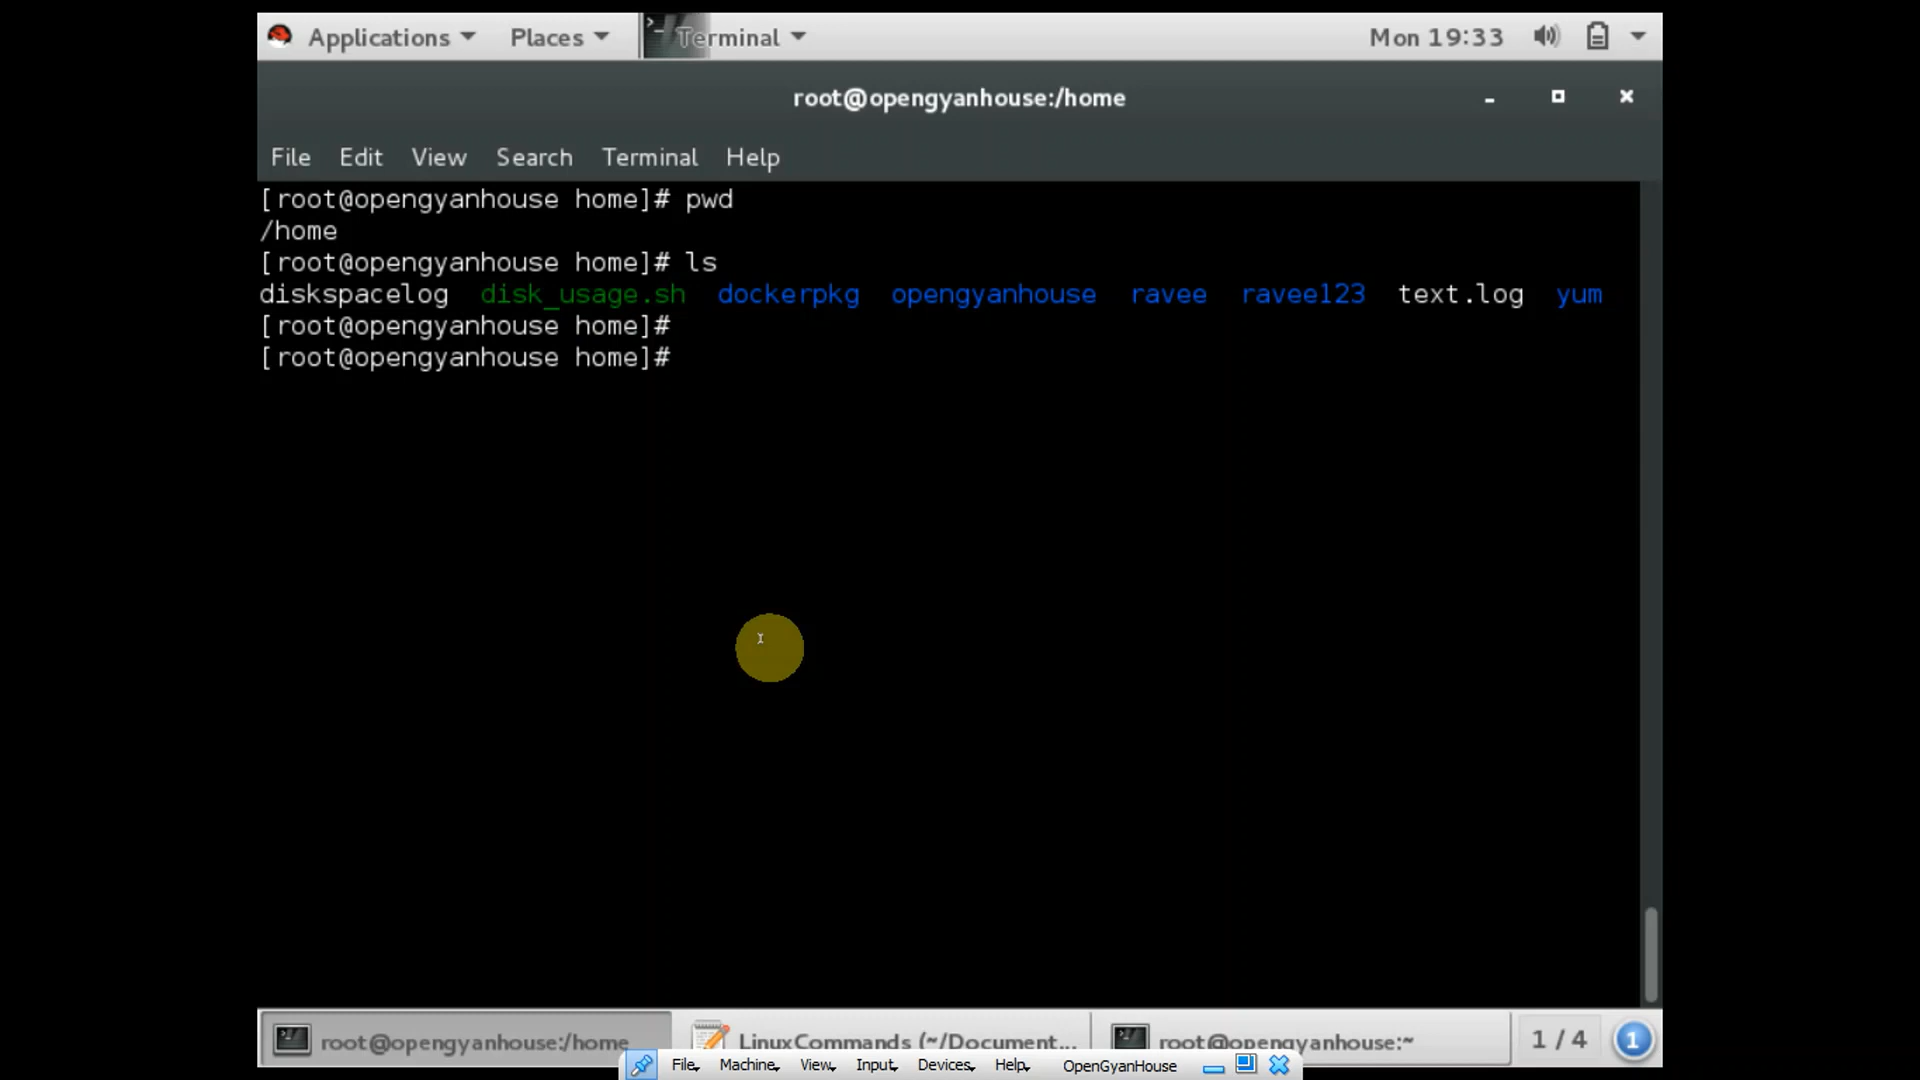 Applications Places Terminal Mon 19:33
root@opengyanhouse:/home
File Edit View Search Terminal Help
[root@opengyanhouse home]# pwd
/home
[root@opengyanhouse home]# ls
diskspacelog disk_usage.sh dockerpkg opengyanhouse ravee ravee123 text.log yum
[root@opengyanhouse home]#
[root@opengyanhouse home]#
root@opengyanhouse:/home LinuxCommands (~/Document... root@opengyanhouse:~ 1 / 4 1
File Machine View Input Devices Help OpenGyanHouse